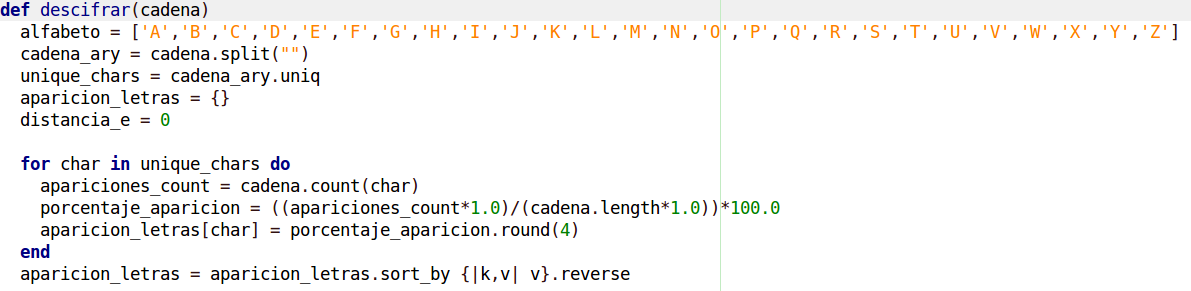 def descifrar(cadena)
  alfabeto = ['A','B','C','D','E','F','G','H','I','J','K','L','M','N','O','P','Q','R','S','T','U','V','W','X','Y','Z']
  cadena_ary = cadena.split("")
  unique_chars = cadena_ary.uniq
  aparicion_letras = {}
  distancia_e = 0

  for char in unique_chars do
    apariciones_count = cadena.count(char)
    porcentaje_aparicion = ((apariciones_count*1.0)/(cadena.length*1.0))*100.0
    aparicion_letras[char] = porcentaje_aparicion.round(4)
  end
  aparicion_letras = aparicion_letras.sort_by {|k,v| v}.reverse